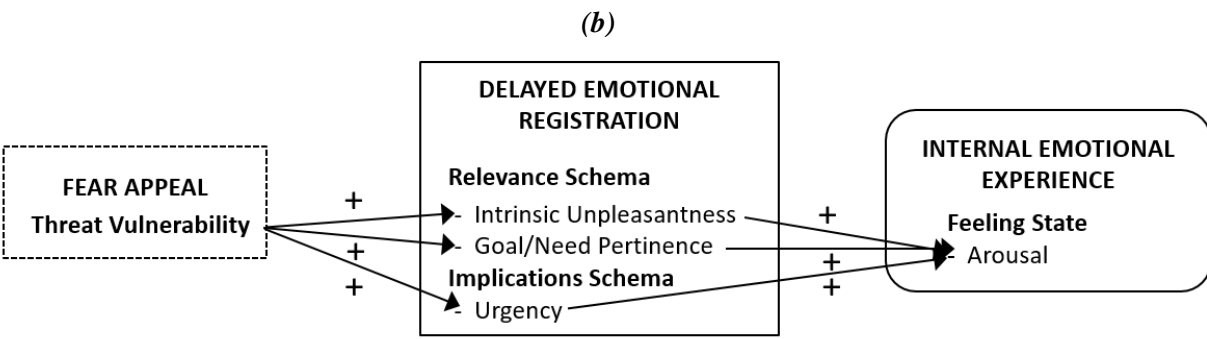 (b)
FEAR APPEAL
Threat Vulnerability
+
+
+
DELAYED EMOTIONAL
REGISTRATION
Relevance Schema
- Intrinsic Unpleasantness
- Goal/Need Pertinence
Implications Schema
- Urgency
+
+
+
INTERNAL EMOTIONAL
EXPERIENCE
Feeling State
- Arousal